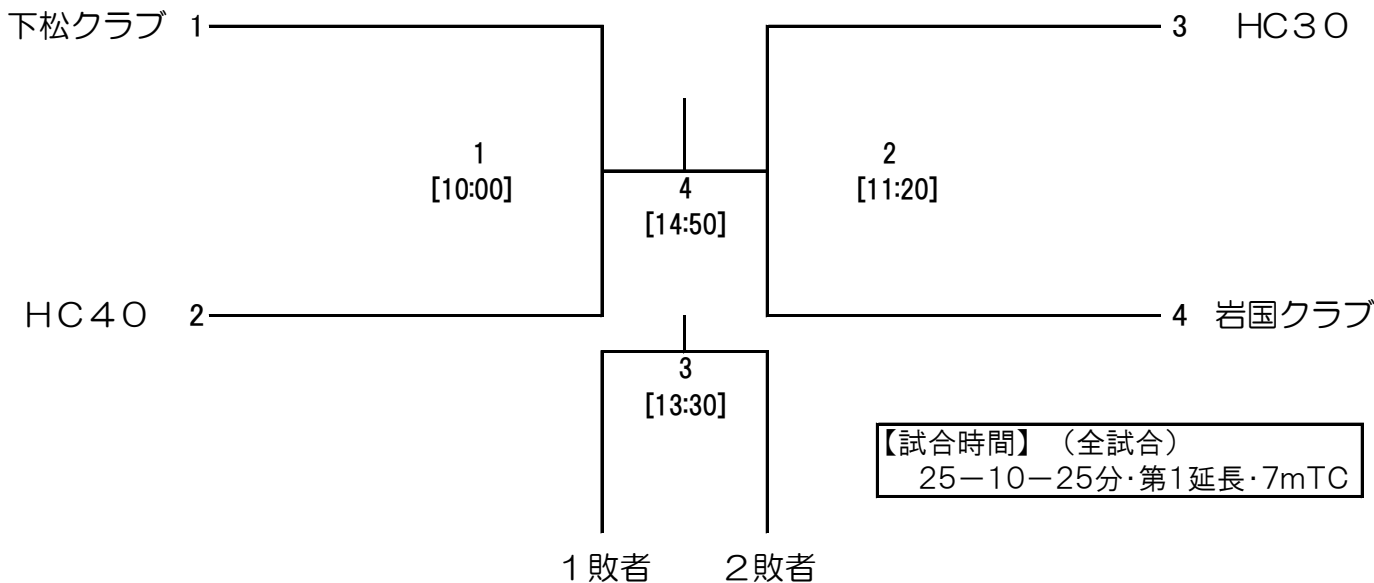 下松クラブ 1
3 HC30
1
[10:00]
2
[11:20]
4
[14:50]
HC40 2
4 岩国クラブ
3
[13:30]
【試合時間】（全試合）
25－10－25分・第1延長・7mTC
１敗者 ２敗者